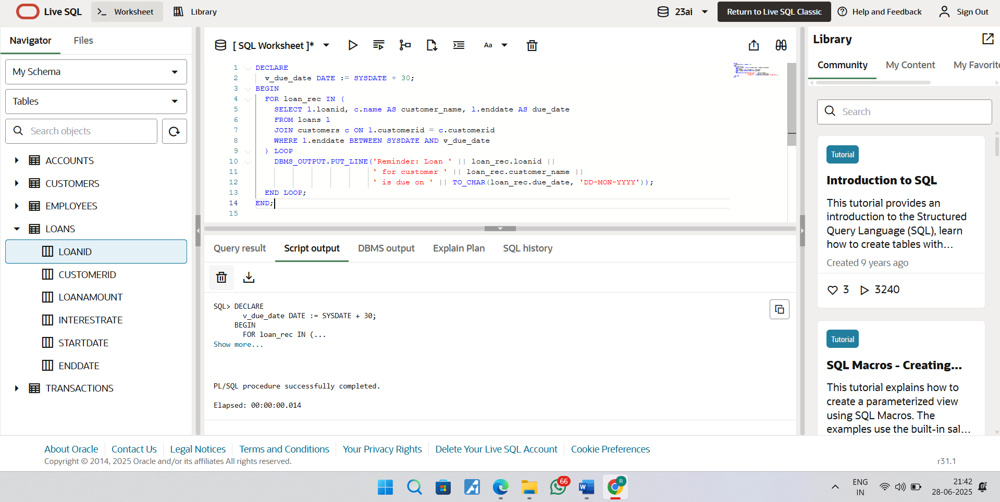 Live SQL
Worksheet
Library
23ai
Return to Live SQL Classic
Help and Feedback
Sign Out
Navigator
Files
My Schema
Tables
Search objects
ACCOUNTS
CUSTOMERS
EMPLOYEES
LOANS
LOANID
CUSTOMERID
LOANAMOUNT
INTERESTRATE
STARTDATE
ENDDATE
TRANSACTIONS
[ SQL Worksheet ]*
Aa
1 DECLARE
2 v_due_date DATE := SYSDATE + 30;
3 BEGIN
4 FOR loan_rec IN (
5 SELECT l.loanid, c.name AS customer_name, l.enddate AS due_date
6 FROM loans l
7 JOIN customers c ON l.customerid = c.customerid
8 WHERE l.enddate BETWEEN SYSDATE AND v_due_date
9 ) LOOP
10 DBMS_OUTPUT.PUT_LINE('Reminder: Loan ' || loan_rec.loanid ||
11 ' for customer ' || loan_rec.customer_name ||
12 ' is due on ' || TO_CHAR(loan_rec.due_date, 'DD-MON-YYYY'));
13 END LOOP;
14 END;
15
Query result
Script output
DBMS output
Explain Plan
SQL history
SQL> DECLARE
v_due_date DATE := SYSDATE + 30;
BEGIN
FOR loan_rec IN (...
Show more...
PL/SQL procedure successfully completed.
Elapsed: 00:00:00.014
Library
Community
My Content
My Favorite
Search
Tutorial
Introduction to SQL
This tutorial provides an
introduction to the Structured
Query Language (SQL), learn
how to create tables with...
Created 9 years ago
3
3240
Tutorial
SQL Macros - Creating...
This tutorial explains how to
create a parameterized view
using SQL Macros. The
examples use the built-in sal...
About Oracle
Contact Us
Legal Notices
Terms and Conditions
Your Privacy Rights
Delete Your Live SQL Account
Cookie Preferences
Copyright © 2014, 2025 Oracle and/or its affiliates All rights reserved.
r31.1
66
R
ENG
IN
21:42
28-06-2025